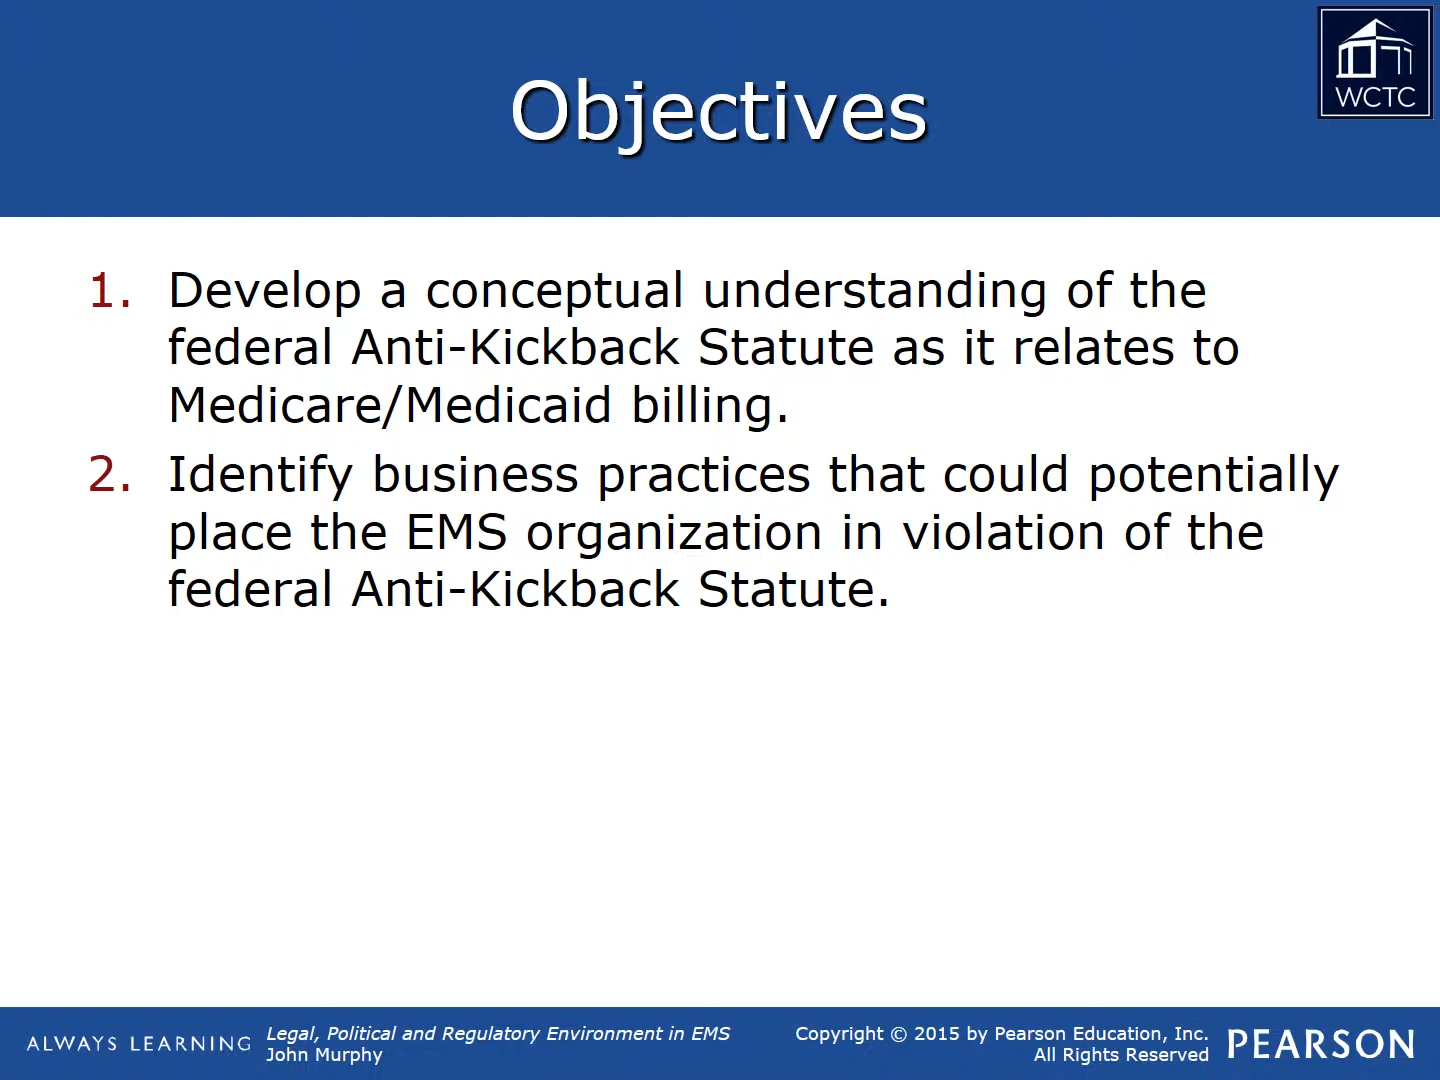 WCTC
Objectives
1. Develop a conceptual understanding of the
federal Anti-Kickback Statute as it relates to
Medicare/Medicaid billing.
2. Identify business practices that could potentially
place the EMS organization in violation of the
federal Anti-Kickback Statute.
ALWAYS LEARNING
Legal, Political and Regulatory Environment in EMS
John Murphy
Copyright © 2015 by Pearson Education, Inc.
All Rights Reserved
PEARSON